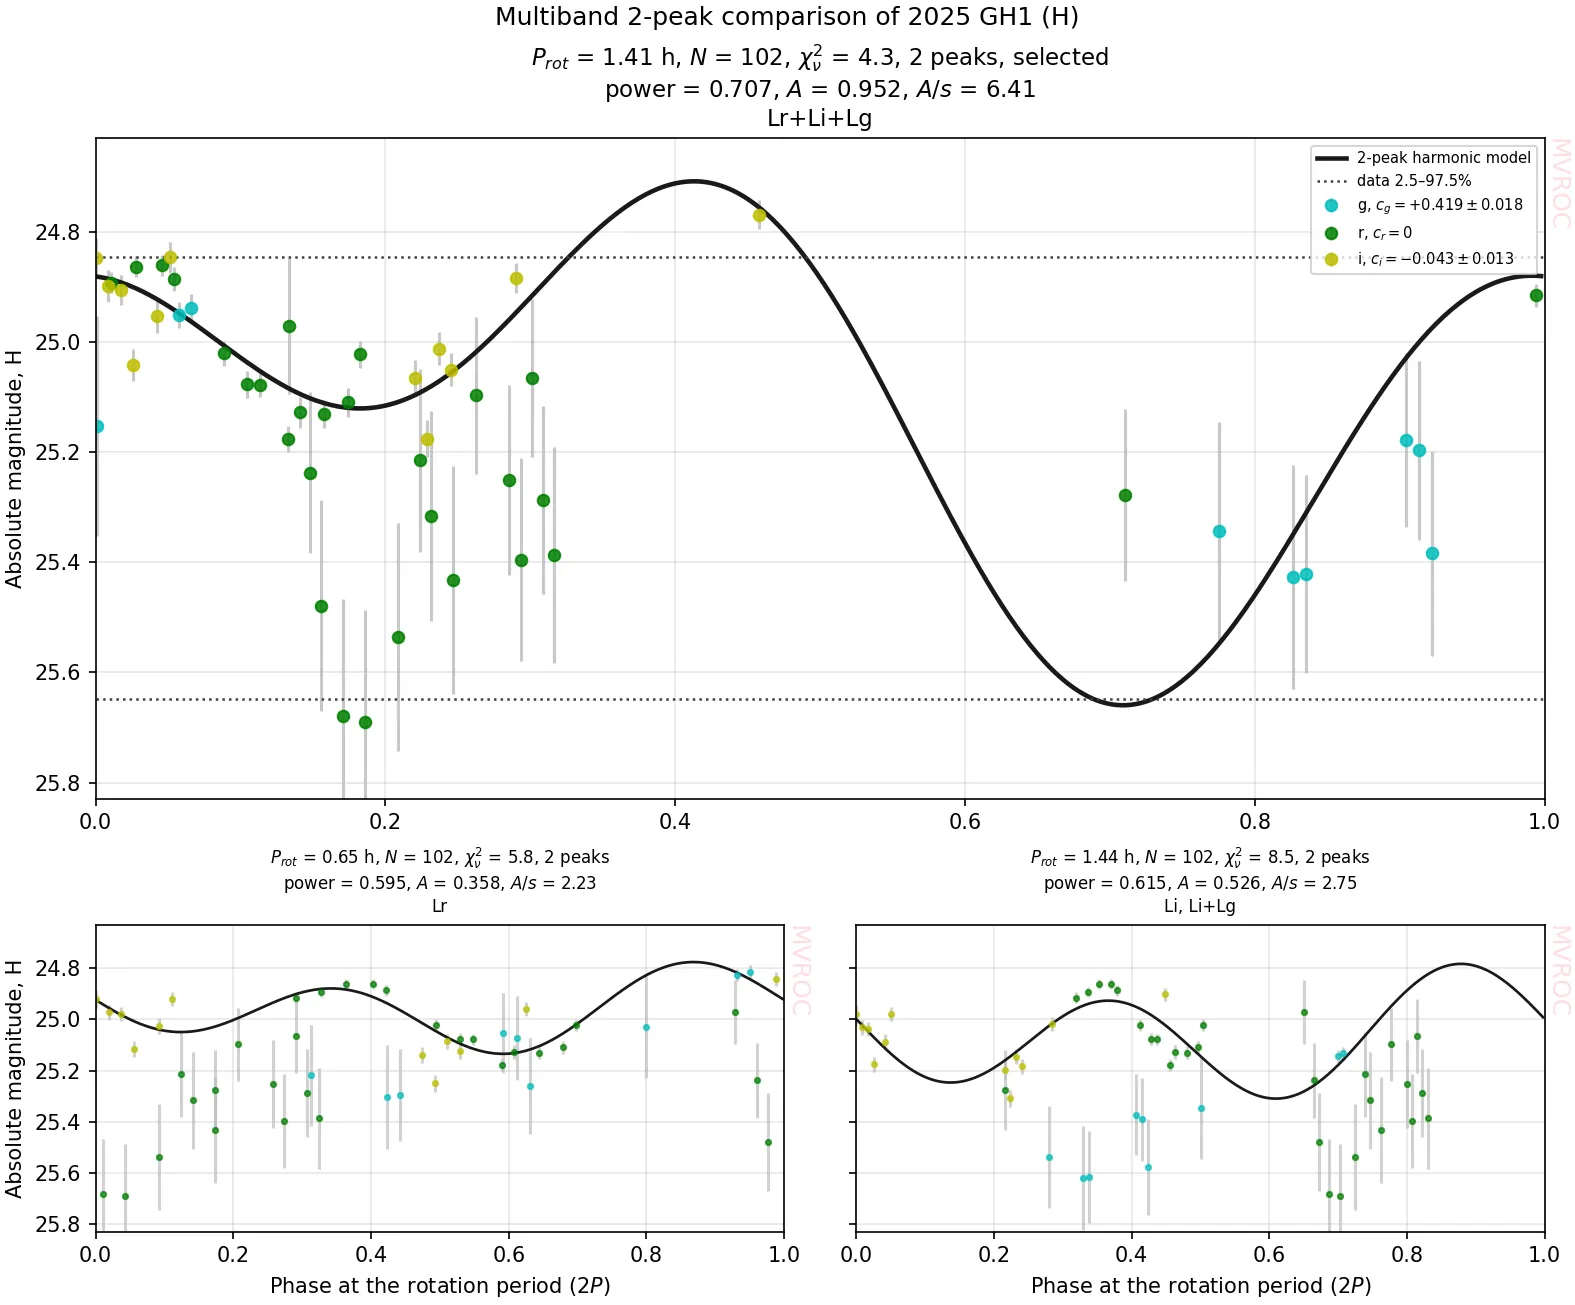 Multiband 2-peak comparison of 2025 GH1 (H)
P_rot = 1.41 h, N = 102, χ²_ν = 4.3, 2 peaks, selected
power = 0.707, A = 0.952, A/s = 6.41
Lr+Li+Lg
2-peak harmonic model
data 2.5–97.5%
g, c_g = +0.419 ± 0.018
r, c_r = 0
i, c_i = −0.043 ± 0.013
MVROC
Absolute magnitude, H
24.8
25.0
25.2
25.4
25.6
25.8
0.0 0.2 0.4 0.6 0.8 1.0
P_rot = 0.65 h, N = 102, χ²_ν = 5.8, 2 peaks
power = 0.595, A = 0.358, A/s = 2.23
Lr
MVROC
Absolute magnitude, H
24.8
25.0
25.2
25.4
25.6
25.8
0.0 0.2 0.4 0.6 0.8 1.0
Phase at the rotation period (2P)
P_rot = 1.44 h, N = 102, χ²_ν = 8.5, 2 peaks
power = 0.615, A = 0.526, A/s = 2.75
Li, Li+Lg
MVROC
0.0 0.2 0.4 0.6 0.8 1.0
Phase at the rotation period (2P)